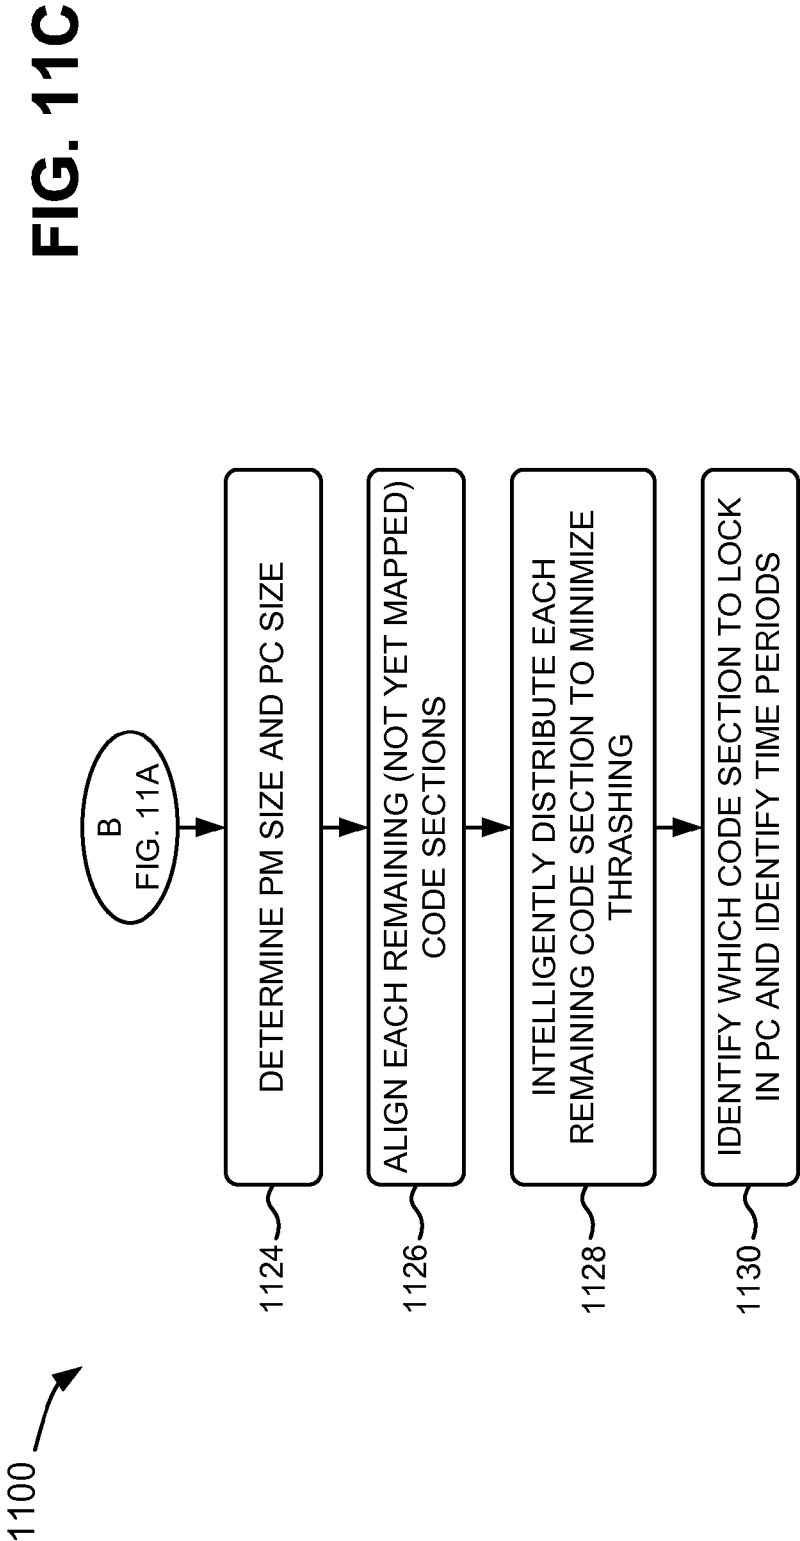 1100
FIG. 11C
B
FIG. 11A
1124
DETERMINE PM SIZE AND PC SIZE
1126
ALIGN EACH REMAINING (NOT YET MAPPED)
CODE SECTIONS
1128
INTELLIGENTLY DISTRIBUTE EACH
REMAINING CODE SECTION TO MINIMIZE
THRASHING
1130
IDENTIFY WHICH CODE SECTION TO LOCK
IN PC AND IDENTIFY TIME PERIODS